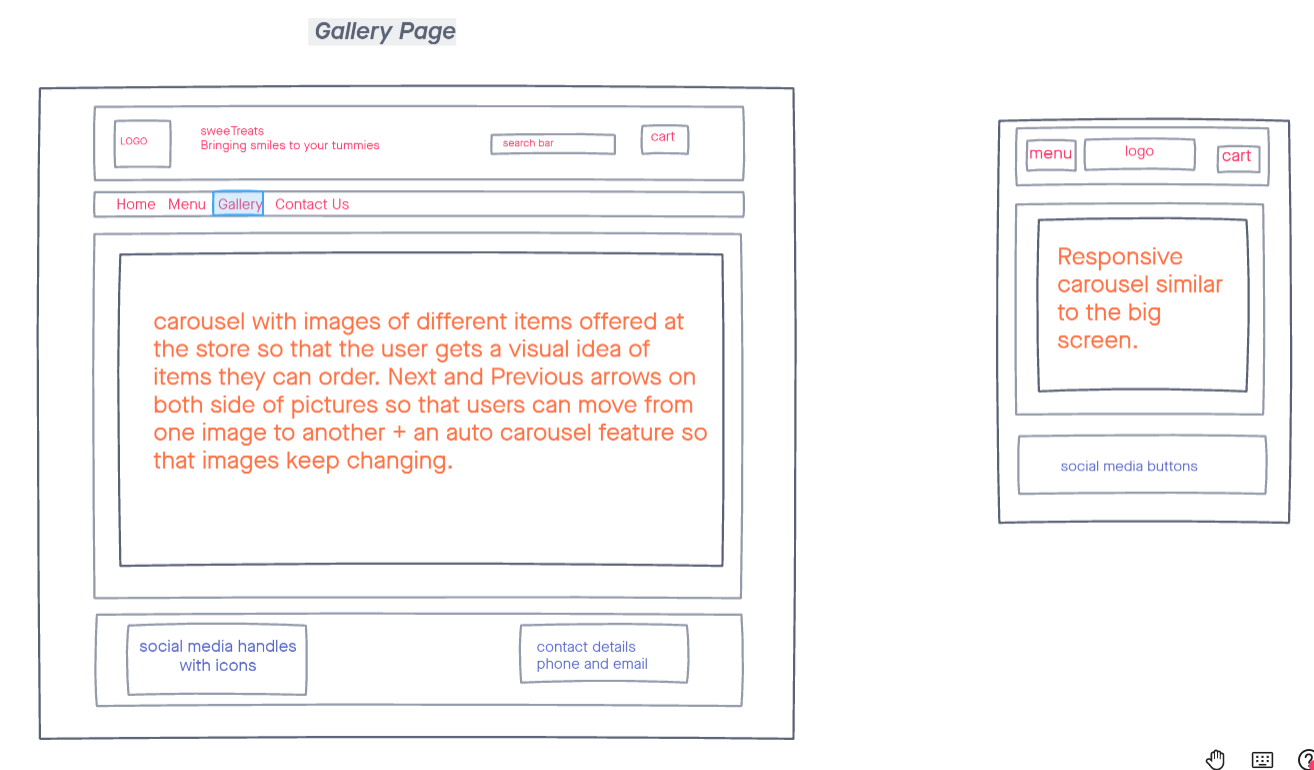 Gallery Page
LOGO
sweeTreats
Bringing smiles to your tummies
search bar
cart
Home Menu Gallery Contact Us
carousel with images of different items offered at
the store so that the user gets a visual idea of
items they can order. Next and Previous arrows on
both side of pictures so that users can move from
one image to another + an auto carousel feature so
that images keep changing.
social media handles
with icons
contact details
phone and email
menu
logo
cart
Responsive
carousel similar
to the big
screen.
social media buttons